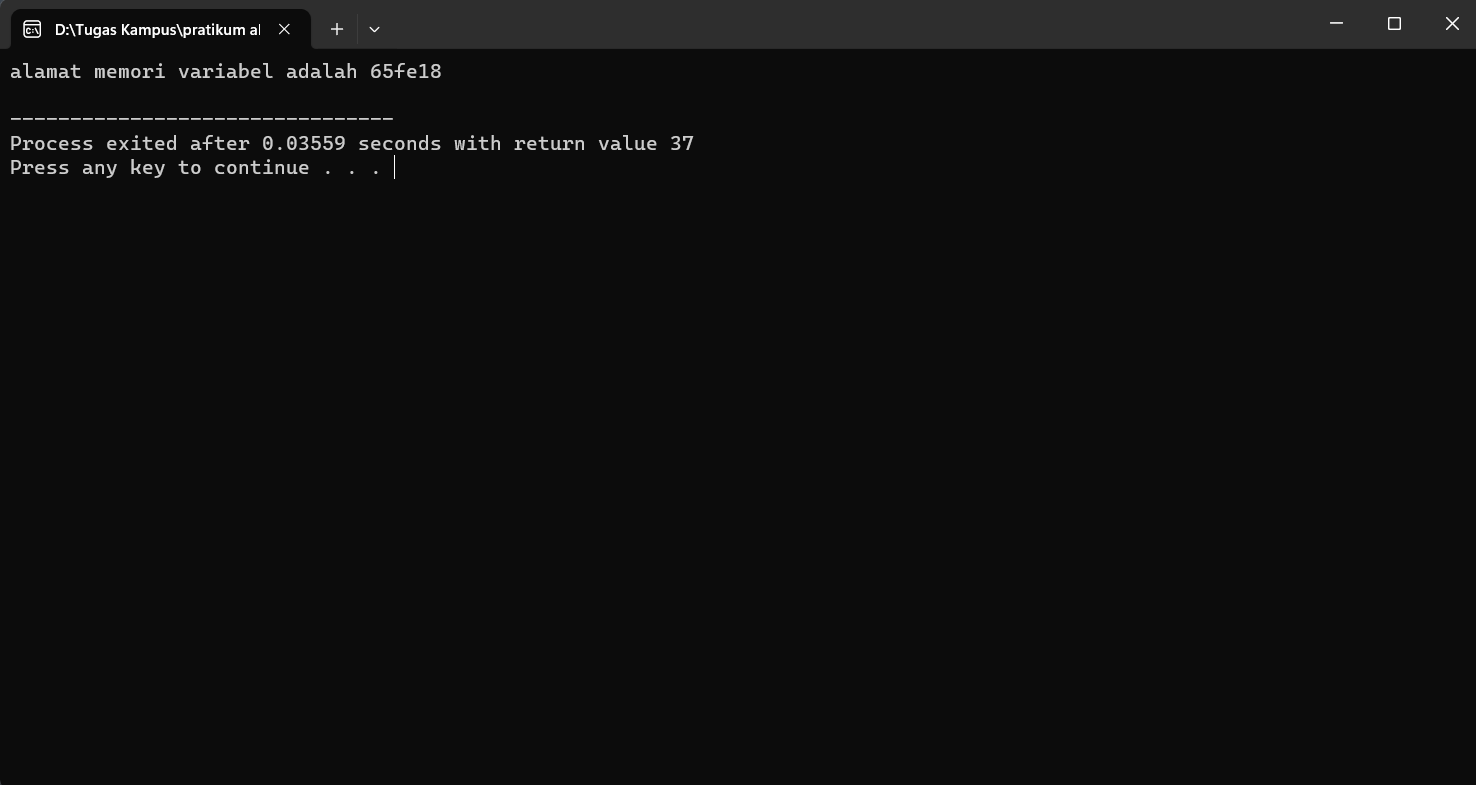 D:\Tugas Kampus\pratikum al
alamat memori variabel adalah 65fe18
--------------------------------
Process exited after 0.03559 seconds with return value 37
Press any key to continue . . .